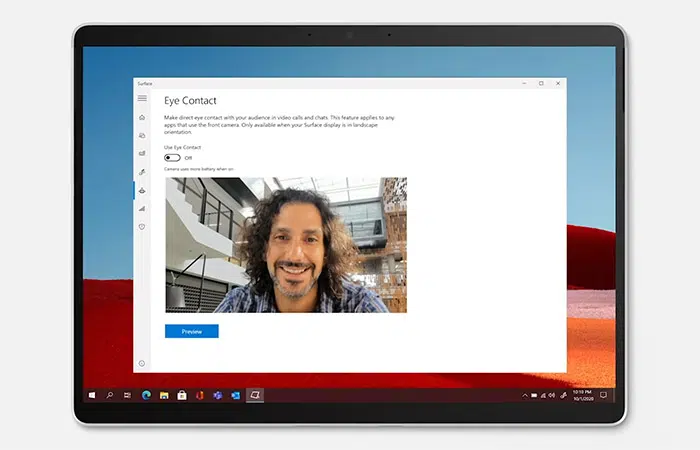 Surface
Eye Contact
Make direct eye contact with your audience in video calls and chats. This feature applies to any
apps that use the front camera. Only available when your Surface display is in landscape
orientation.
Use Eye Contact
Off
Camera uses more battery when on.
Preview
10:10 PM
10/1/2020